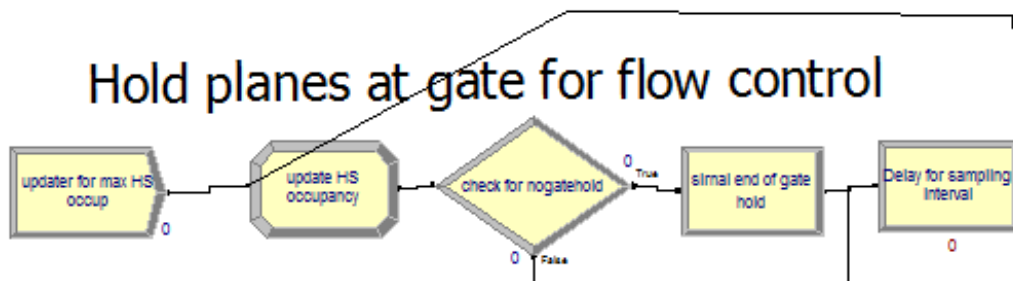 Hold planes at gate for flow control
updater for max HS
occup
0
update HS
occupancy
check for nogatehold
0
True
0
False
sirnal end of gate
hold
Delay for sampling
Interval
0